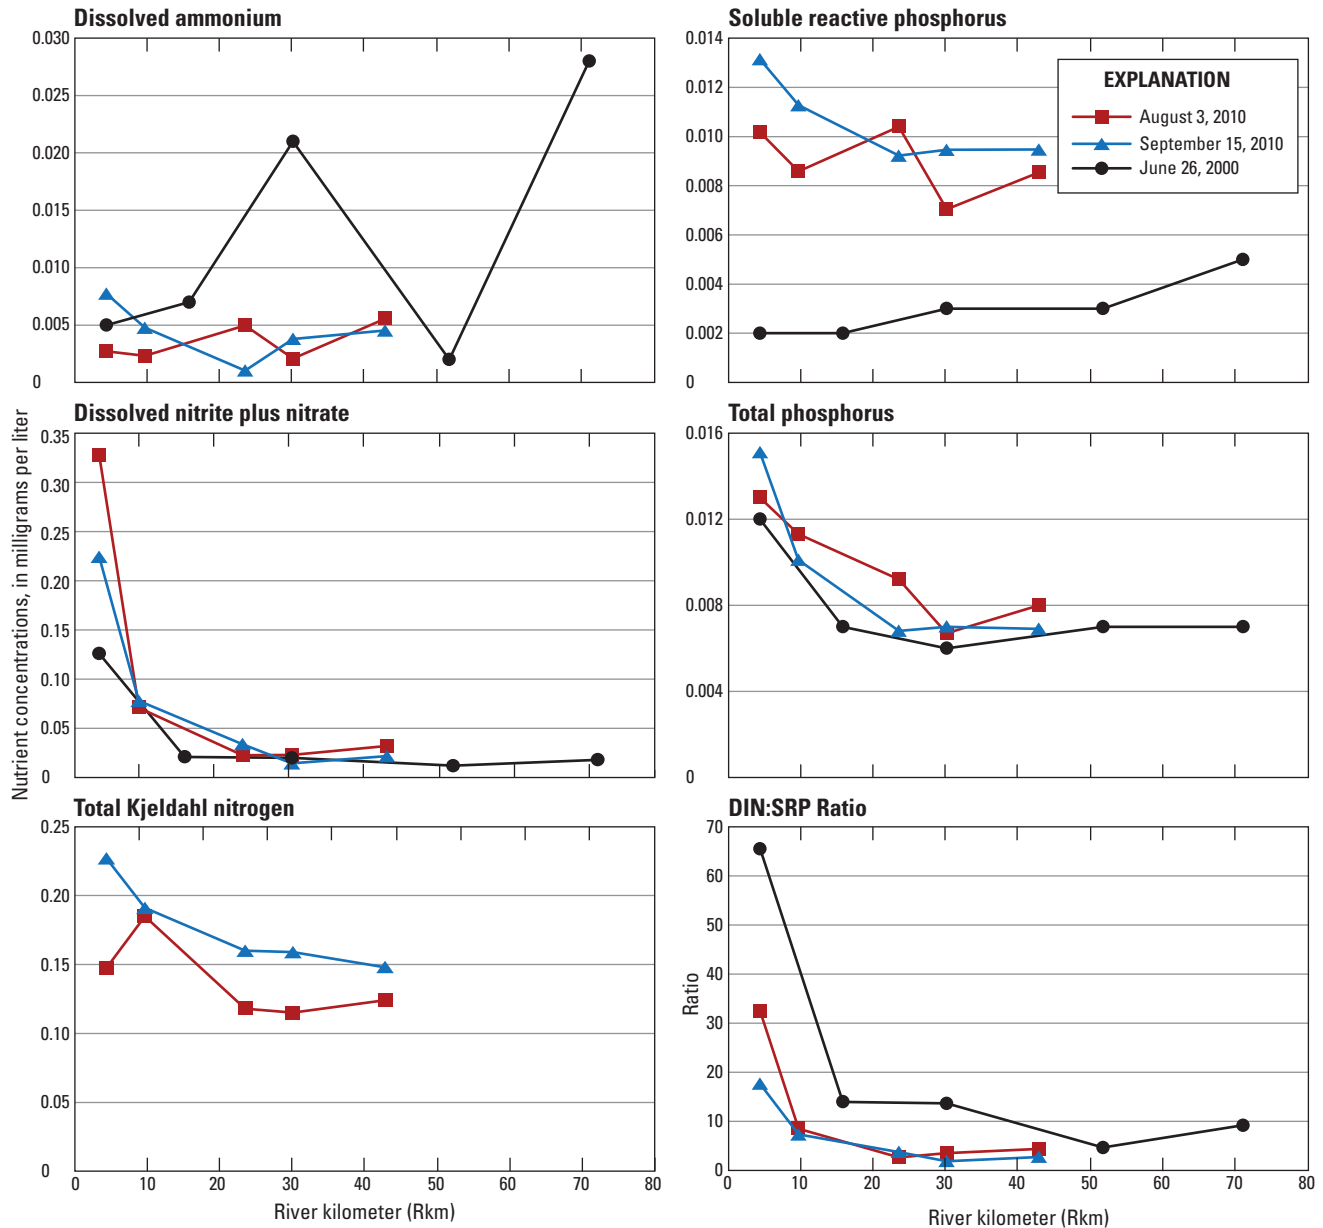 Dissolved ammonium
0.030
0.025
0.020
0.015
0.010
0.005
0
Soluble reactive phosphorus
0.014
0.012
0.010
0.008
0.006
0.004
0.002
0
EXPLANATION
August 3, 2010
September 15, 2010
June 26, 2000
Nutrient concentrations, in milligrams per liter
Dissolved nitrite plus nitrate
0.35
0.30
0.25
0.20
0.15
0.10
0.05
0
Total phosphorus
0.016
0.012
0.008
0.004
0
Total Kjeldahl nitrogen
0.25
0.20
0.15
0.10
0.05
0
0 10 20 30 40 50 60 70 80
River kilometer (Rkm)
DIN:SRP Ratio
Ratio
70
60
50
40
30
20
10
0
0 10 20 30 40 50 60 70 80
River kilometer (Rkm)